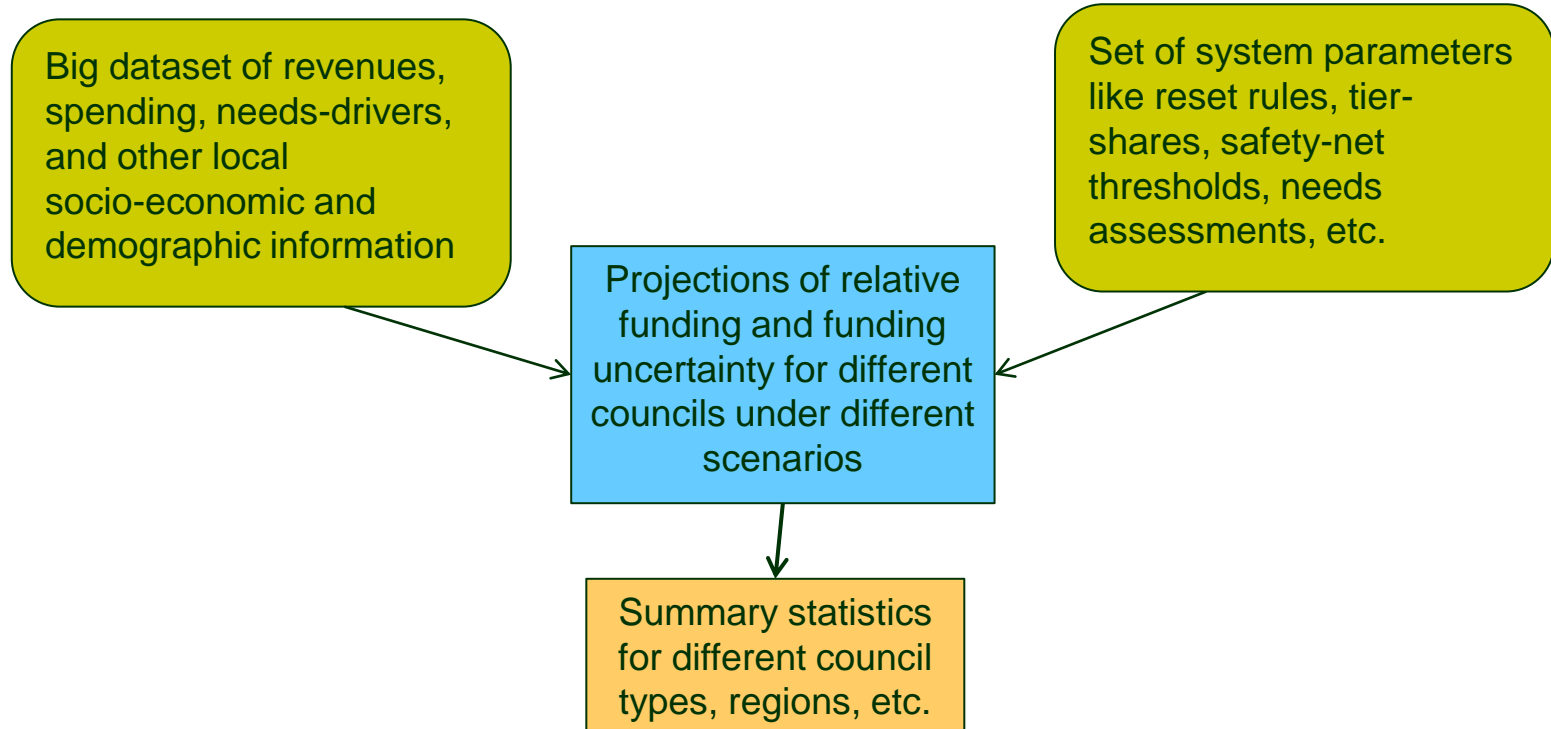 Big dataset of revenues,
spending, needs-drivers,
and other local
socio-economic and
demographic information
Set of system parameters
like reset rules, tier-
shares, safety-net
thresholds, needs
assessments, etc.
Projections of relative
funding and funding
uncertainty for different
councils under different
scenarios
Summary statistics
for different council
types, regions, etc.